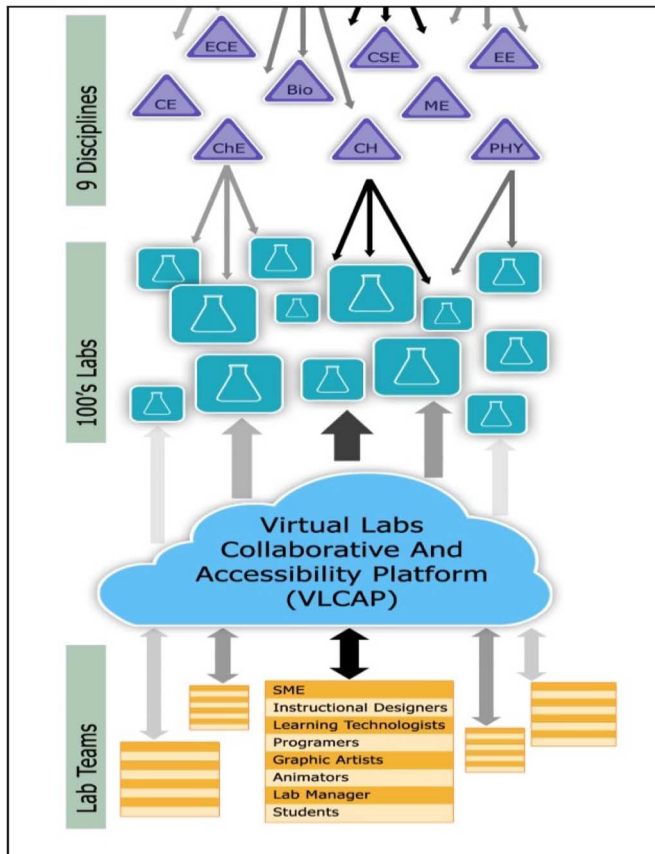 9 Disciplines
ECE
CSE
EE
Bio
CE
ME
ChE
CH
PHY
100's Labs
Virtual Labs
Collaborative And
Accessibility Platform
(VLCAP)
Lab Teams
SME
Instructional Designers
Learning Technologists
Programers
Graphic Artists
Animators
Lab Manager
Students